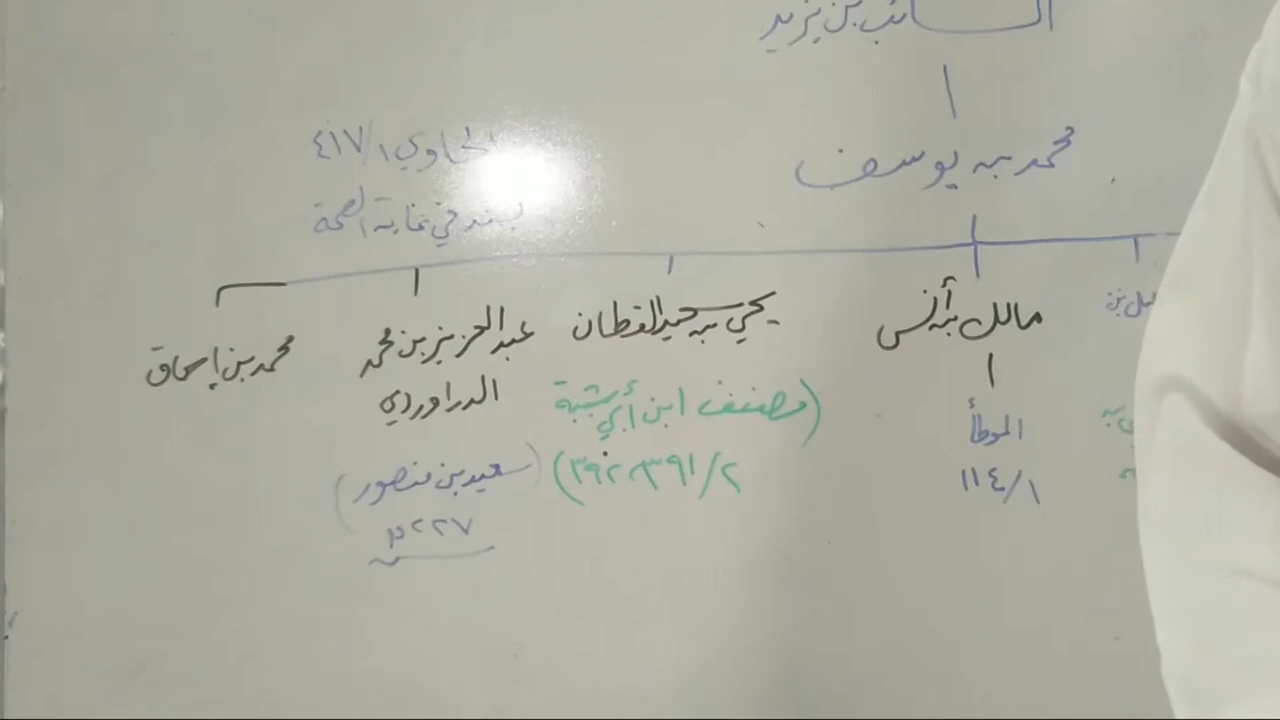 السائب بن يزيد
محمد بن يوسف
الحاوي ٤١٧/١
بسند في غاية الصحة
مالك بن أنس
الموطأ
١١٤/١
يحيى بن سعيد القطان
(مصنف ابن أبي شيبة
٢/ ٣٩١-٣٩٢)
عبد العزيز بن محمد
الدراوردي
(سعيد بن منصور)
٢٢٧م
محمد بن إسحاق